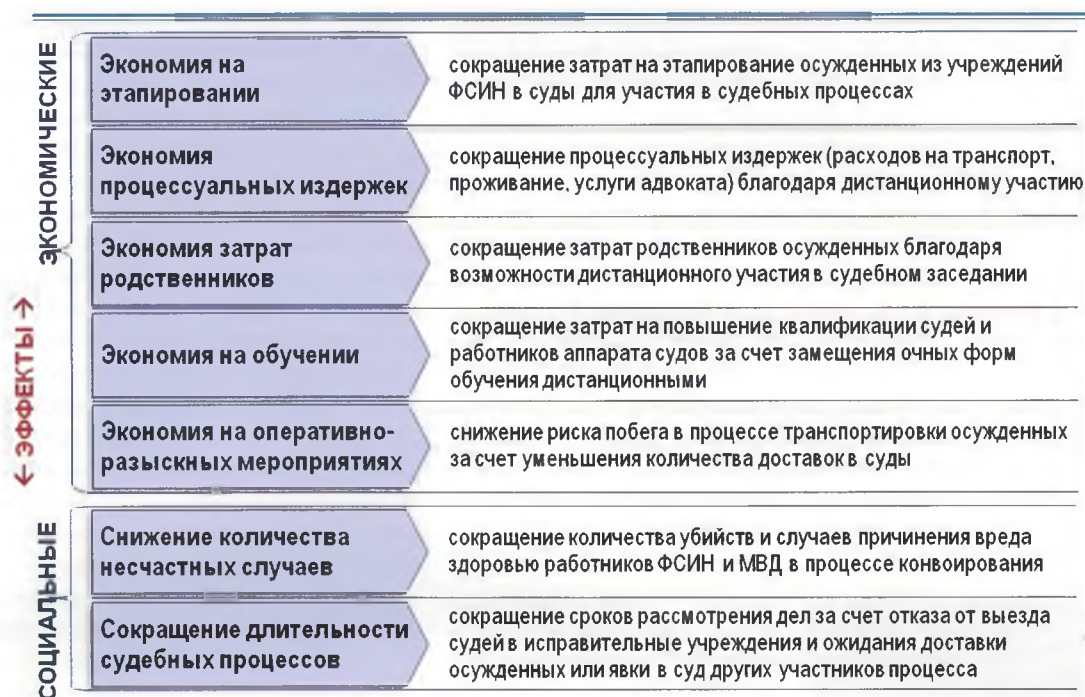 ← ЭФФЕКТЫ →
ЭКОНОМИЧЕСКИЕ
Экономия на
этапировании
сокращение затрат на этапирование осужденных из учреждений
ФСИН в суды для участия в судебных процессах
Экономия
процессуальных издержек
сокращение процессуальных издержек (расходов на транспорт,
проживание, услуги адвоката) благодаря дистанционному участию
Экономия затрат
родственников
сокращение затрат родственников осужденных благодаря
возможности дистанционного участия в судебном заседании
Экономия на обучении
сокращение затрат на повышение квалификации судей и
работников аппарата судов за счет замещения очных форм
обучения дистанционными
Экономия на оперативно-
разыскных мероприятиях
снижение риска побега в процессе транспортировки осужденных
за счет уменьшения количества доставок в суды
СОЦИАЛЬНЫЕ
Снижение количества
несчастных случаев
сокращение количества убийств и случаев причинения вреда
здоровью работников ФСИН и МВД в процессе конвоирования
Сокращение длительности
судебных процессов
сокращение сроков рассмотрения дел за счет отказа от выезда
судей в исправительные учреждения и ожидания доставки
осужденных или явки в суд других участников процесса